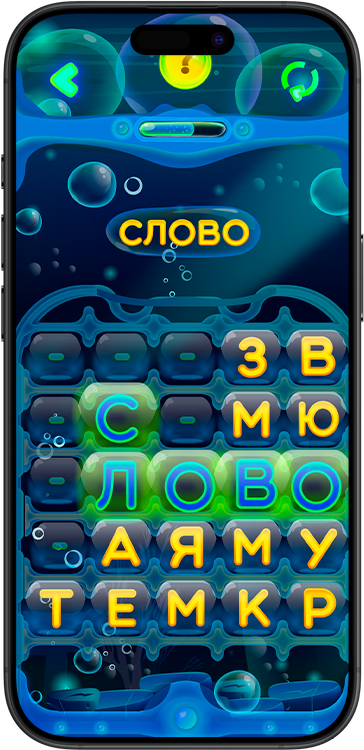 ?
СЛОВО
З В
С М Ю
Л О В О
А Я М У
Т Е М К Р